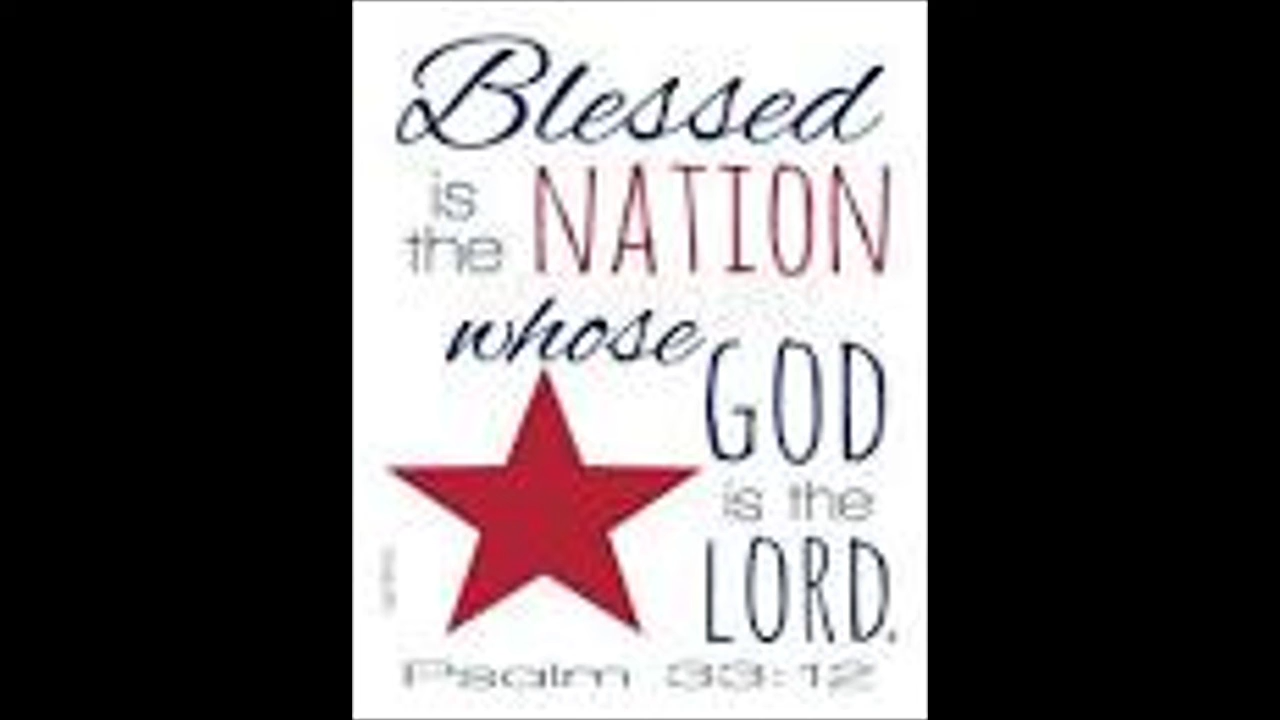 Blessed
is
the NATION
whose
GOD
is the
LORD.
Psalm 33:12